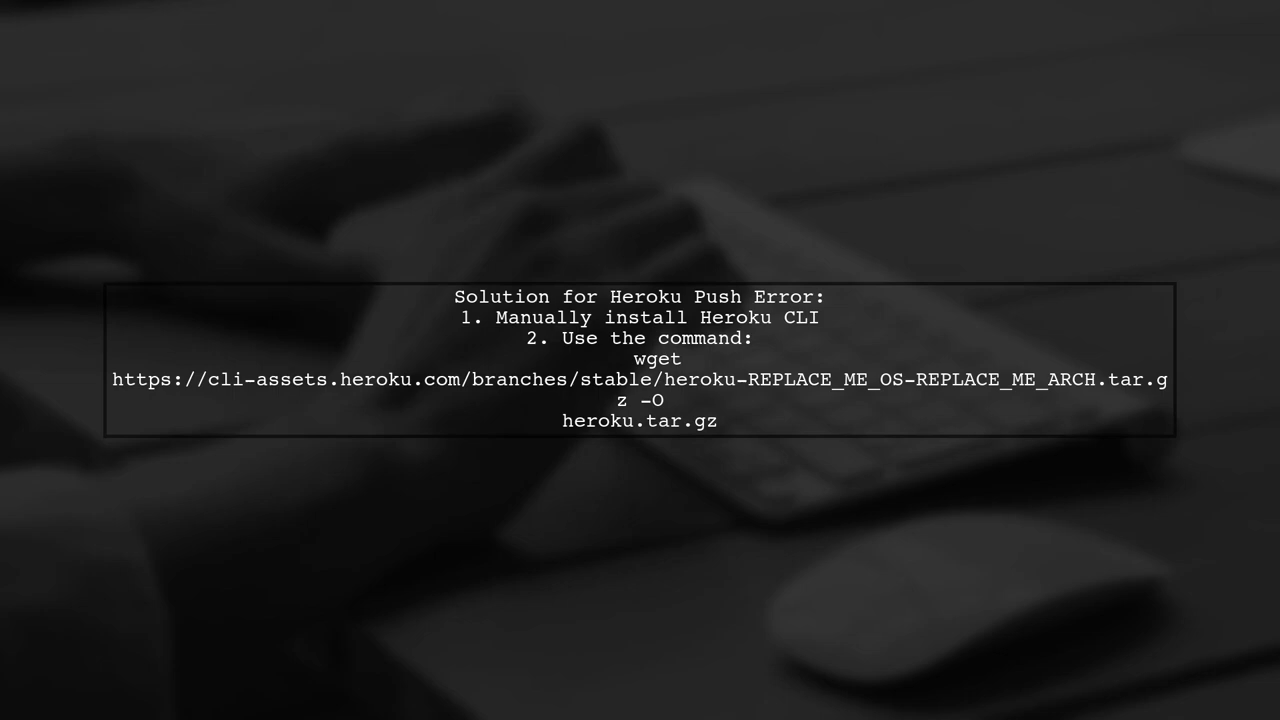 Solution for Heroku Push Error:
1. Manually install Heroku CLI
2. Use the command:
wget
https://cli-assets.heroku.com/branches/stable/heroku-REPLACE_ME_OS-REPLACE_ME_ARCH.tar.g
z -O
heroku.tar.gz